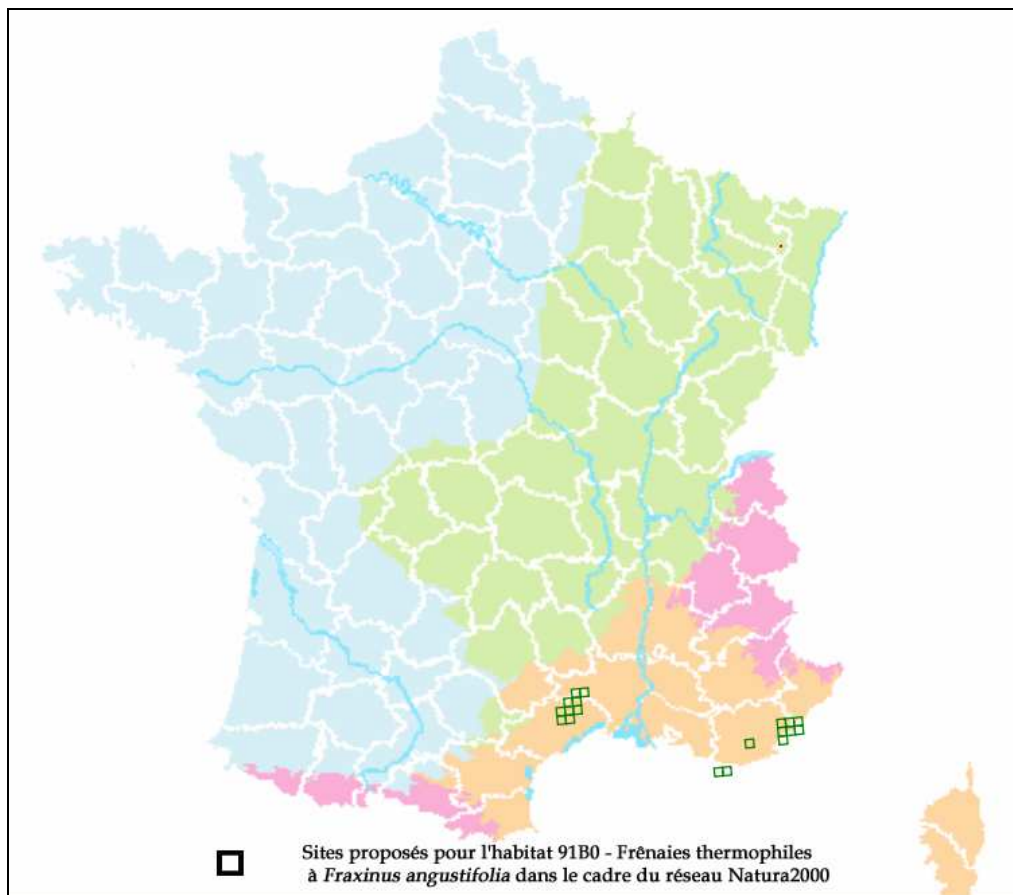 Sites proposés pour l'habitat 91B0 - Frênaies thermophiles
à Fraxinus angustifolia dans le cadre du réseau Natura2000